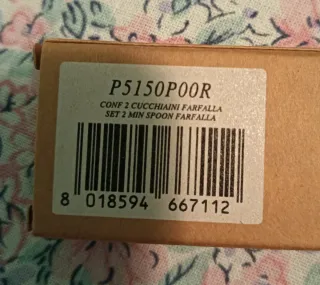 P5150P00R
CONF 2 CUCCHIAINI FARFALLA
SET 2 MIN SPOON FARFALLA
8 018594 667112